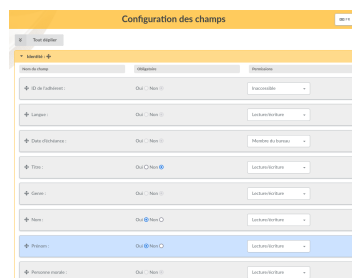 Configuration des champs
Tout déplier
Identité :
Nom du champ Obligatoire Permissions
ID de l'adhérent : Oui Non Inaccessible
Langue : Oui Non Lecture/écriture
Date d'échéance : Oui Non Membre du bureau
Titre : Oui Non Lecture/écriture
Genre : Oui Non Lecture/écriture
Nom : Oui Non Lecture/écriture
Prénom : Oui Non Lecture/écriture
Personne morale : Oui Non Lecture/écriture